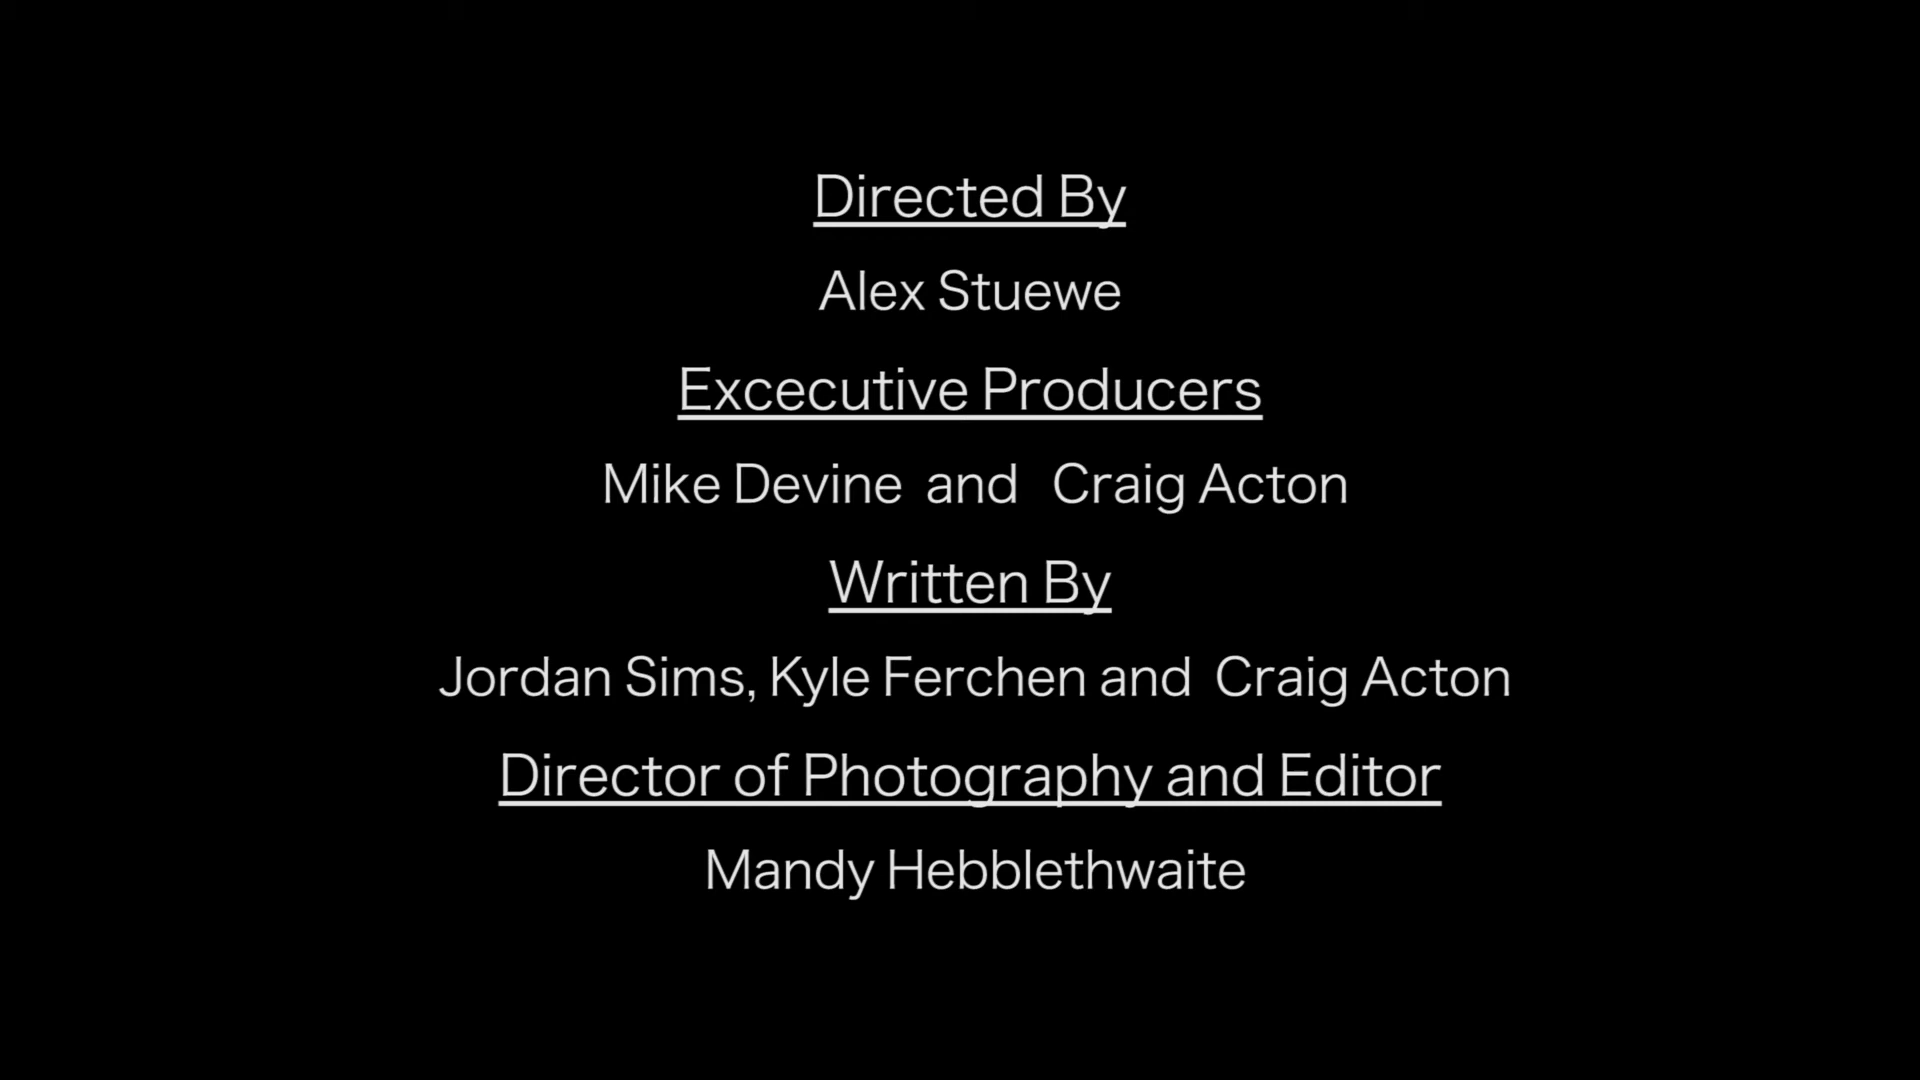 Directed By
Alex Stuewe
Excecutive Producers
Mike Devine and Craig Acton
Written By
Jordan Sims, Kyle Ferchen and Craig Acton
Director of Photography and Editor
Mandy Hebblethwaite